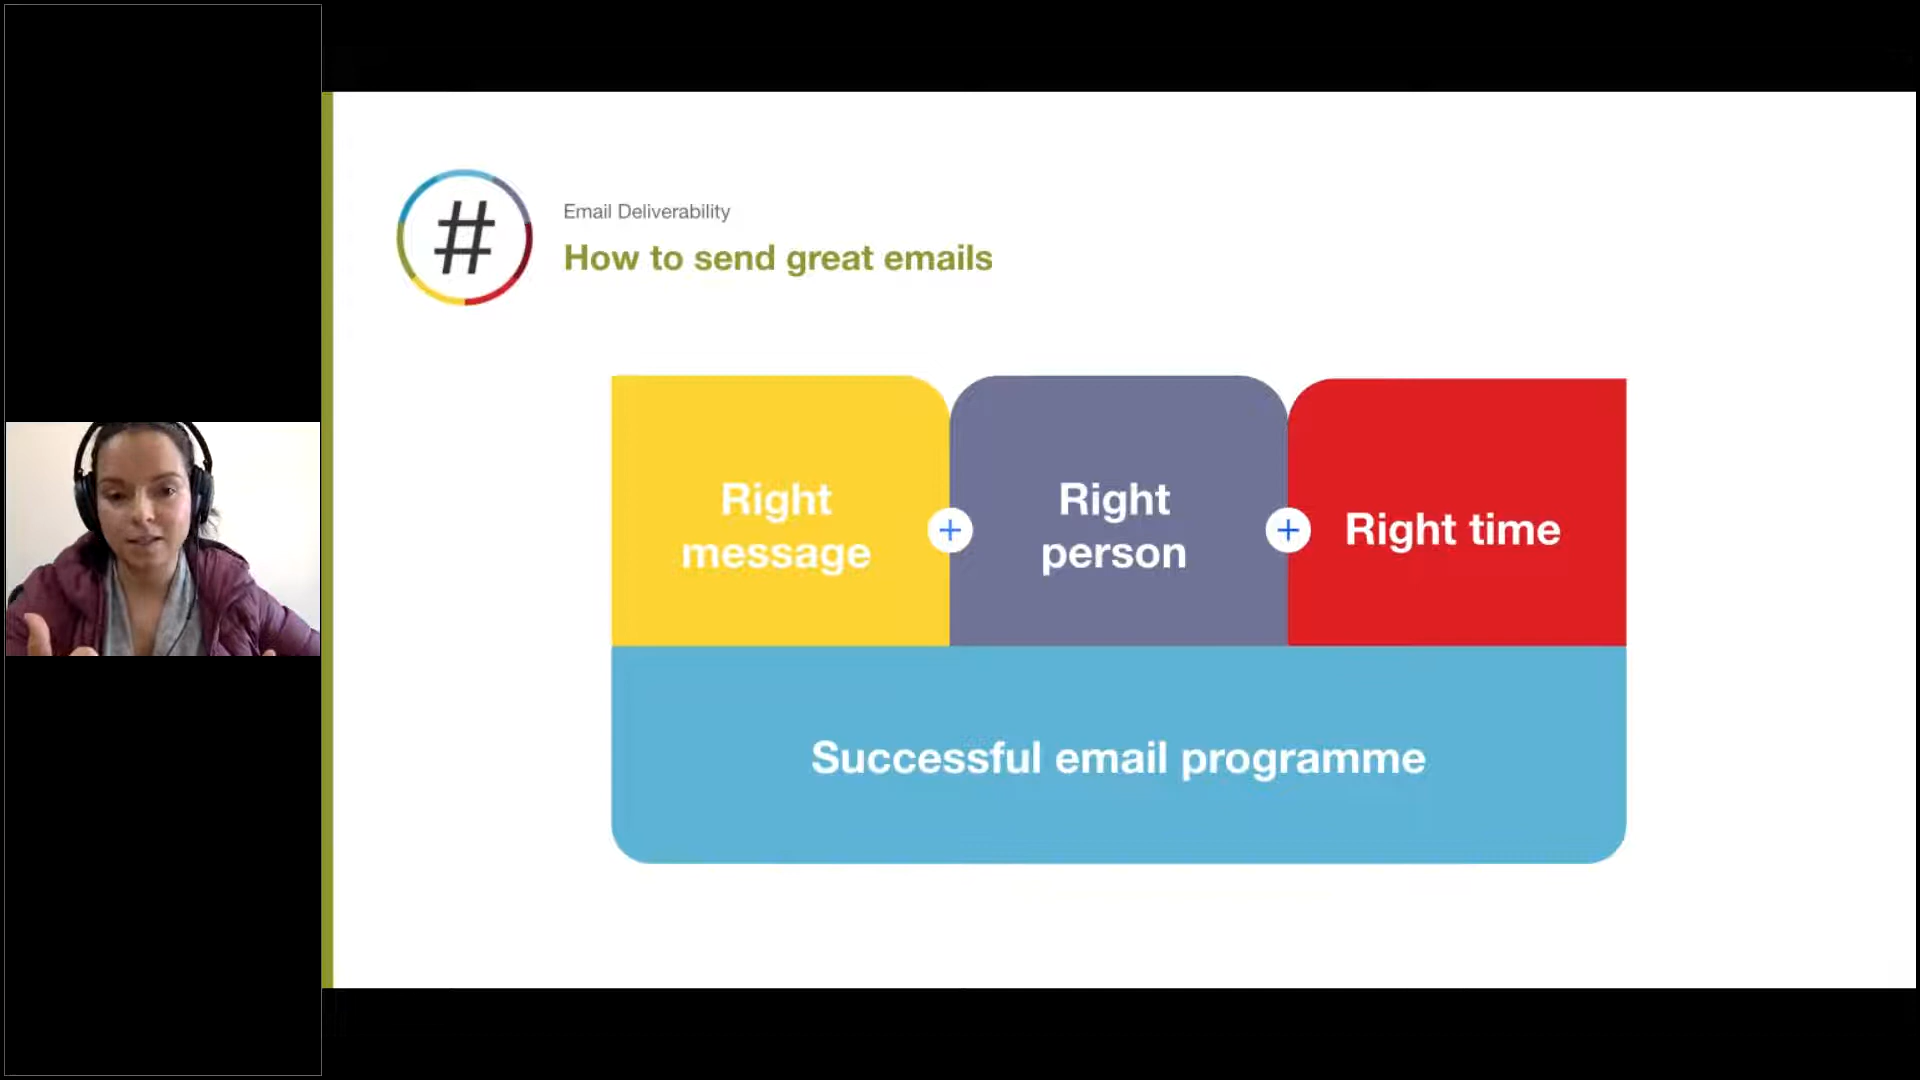 #
Email Deliverability
How to send great emails
Right
message
+
Right
person
+
Right time
Successful email programme